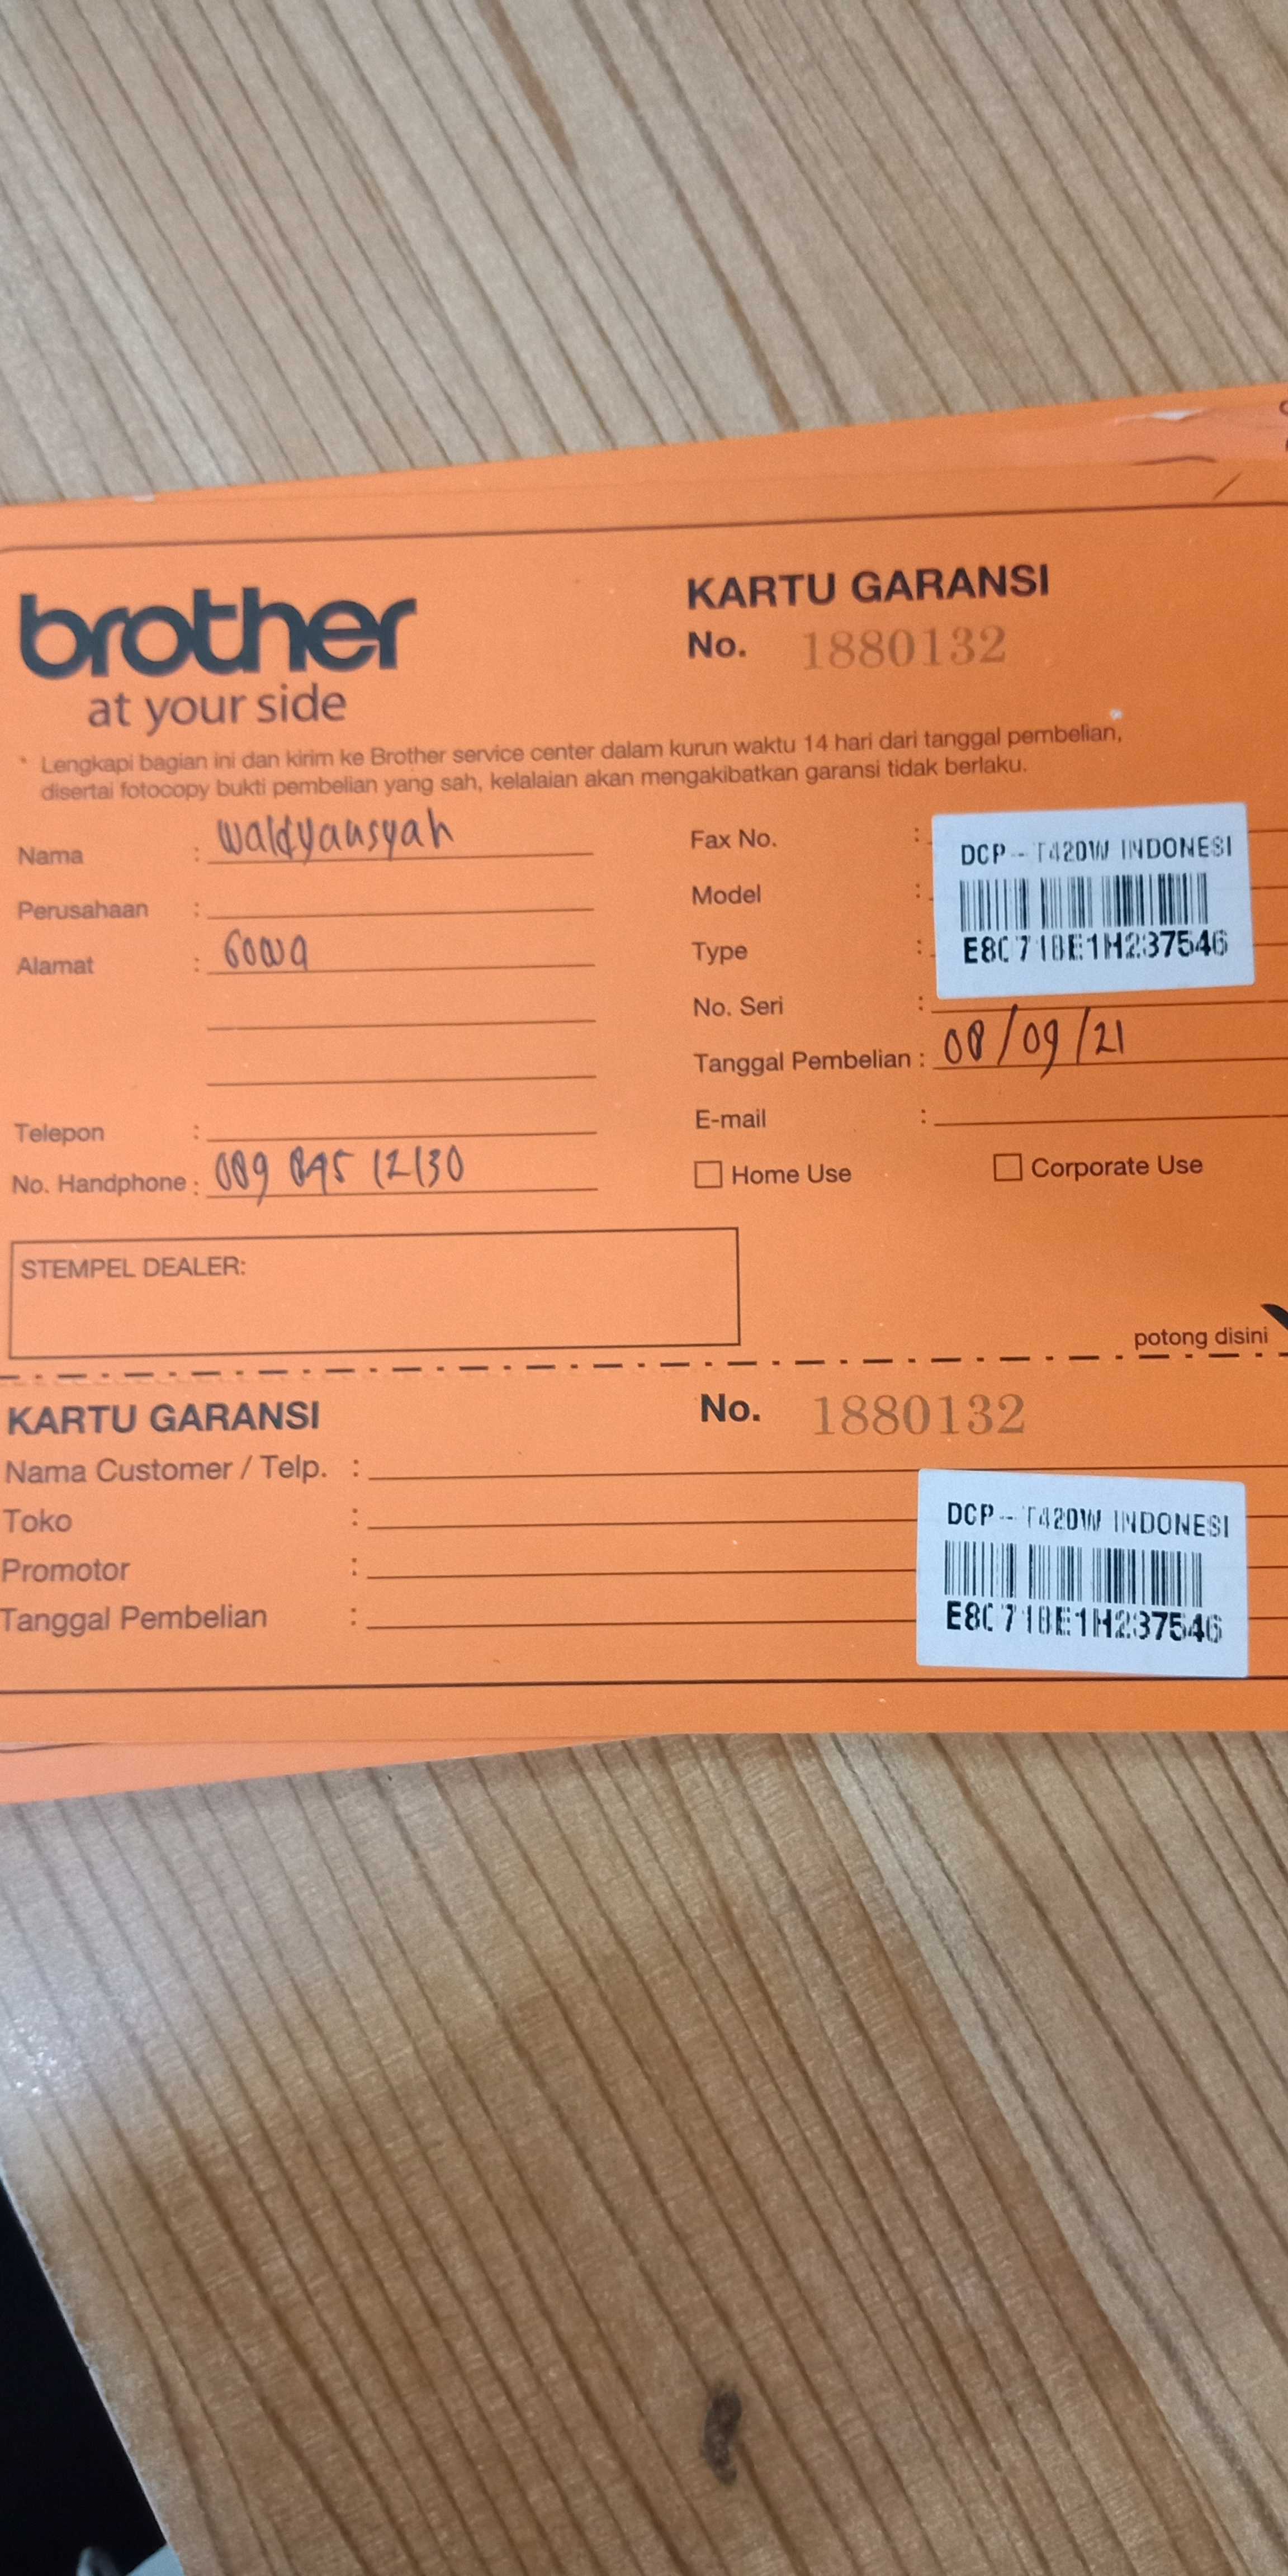 brother
at your side
KARTU GARANSI
No. 1880132
* Lengkapi bagian ini dan kirim ke Brother service center dalam kurun waktu 14 hari dari tanggal pembelian,
disertai fotocopy bukti pembelian yang sah, kelalaian akan mengakibatkan garansi tidak berlaku.
Nama : Waldyansyah
Perusahaan :
Alamat : Gowa
Telepon :
No. Handphone : 089 845 12130
Fax No. :
Model :
Type :
DCP-T420W INDONESI
E80718E1H237546
No. Seri :
Tanggal Pembelian : 08/09/21
E-mail :
Home Use Corporate Use
STEMPEL DEALER:
potong disini
KARTU GARANSI No. 1880132
Nama Customer / Telp. :
Toko :
Promotor :
Tanggal Pembelian :
DCP-T420W INDONESI
E80718E1H237546